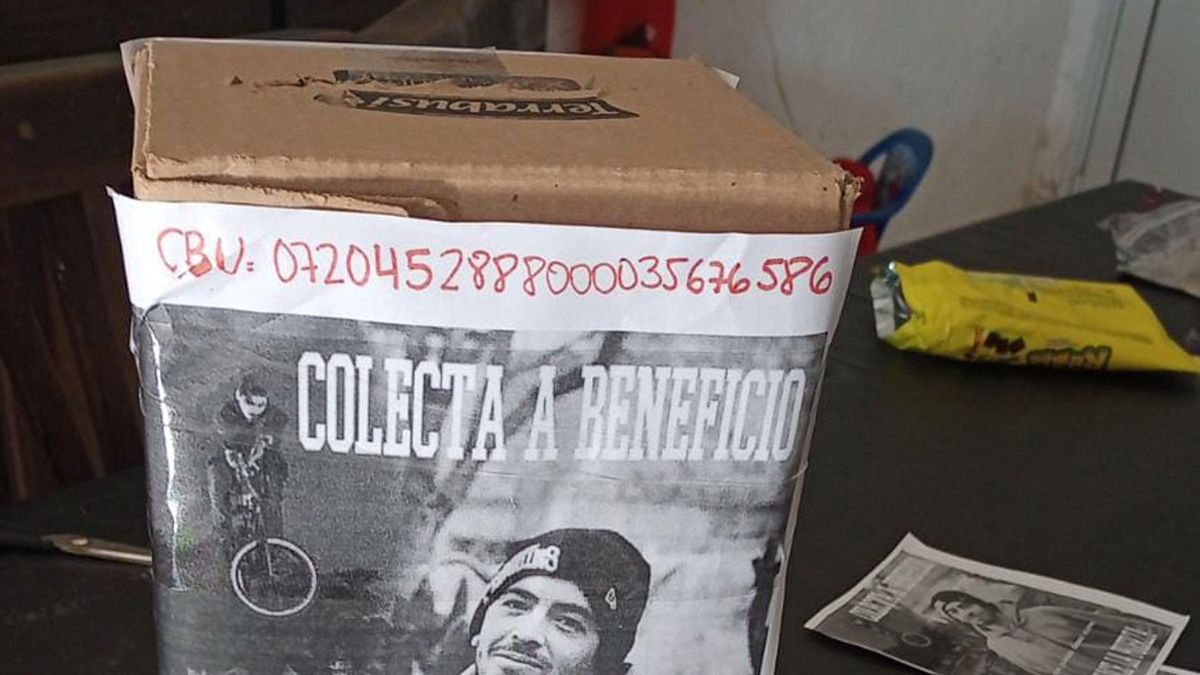 Terrabusi
CBU: 0720452888000035676586
COLECTA A BENEFICIO